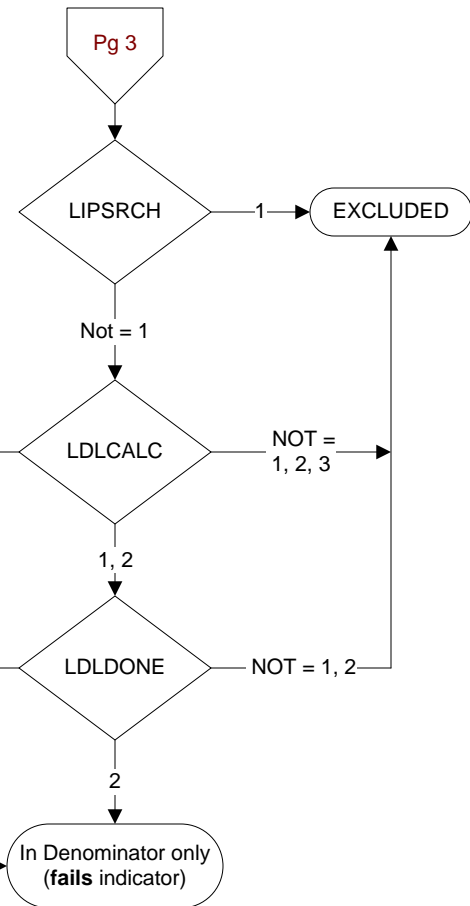 Pg 3
LIPSRCH
1
EXCLUDED
Not = 1
LDLCALC
NOT =
1, 2, 3
1, 2
LDLDONE
NOT = 1, 2
2
In Denominator only
(fails indicator)